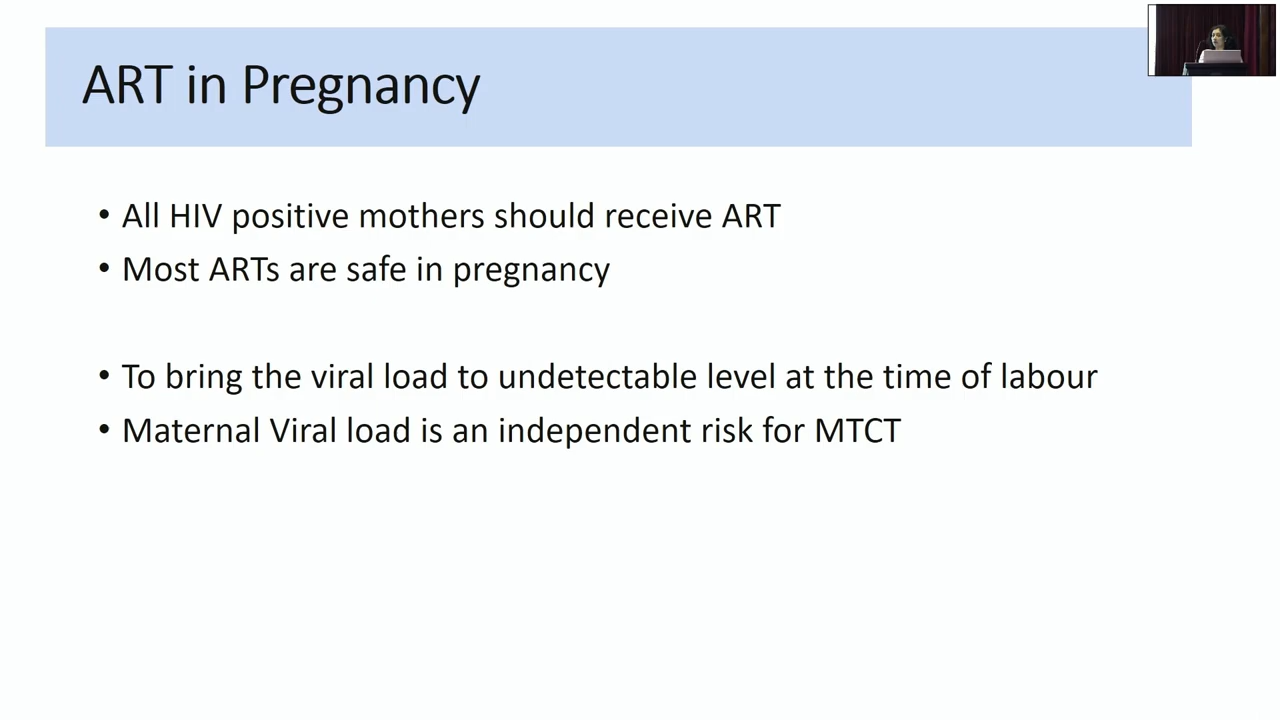 ART in Pregnancy
• All HIV positive mothers should receive ART
• Most ARTs are safe in pregnancy
• To bring the viral load to undetectable level at the time of labour
• Maternal Viral load is an independent risk for MTCT